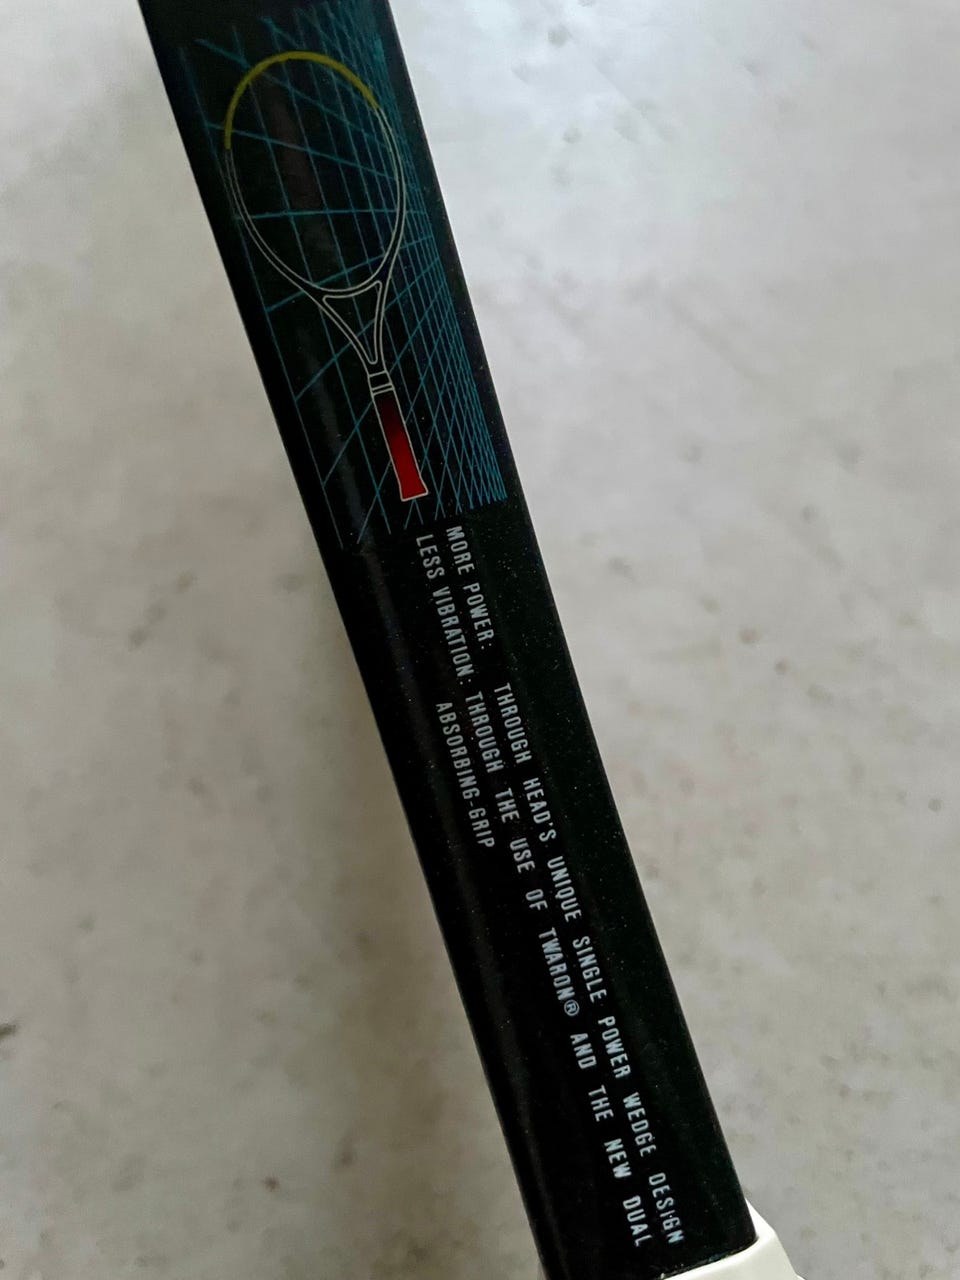 MORE POWER: THROUGH HEAD'S UNIQUE SINGLE POWER WEDGE DESIGN
LESS VIBRATION: THROUGH THE USE OF TWARON® AND THE NEW DUAL
ABSORBING-GRIP